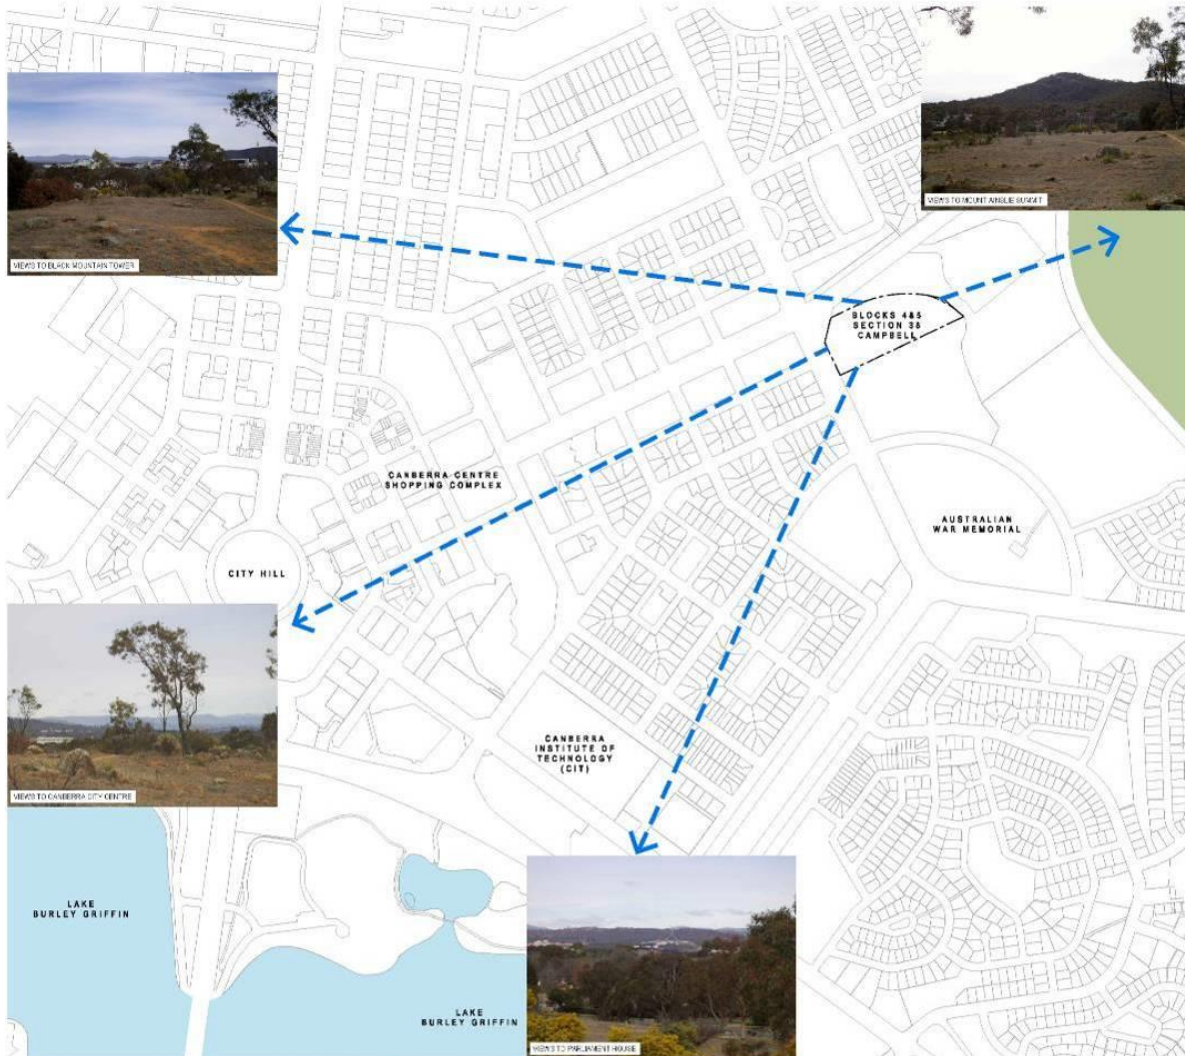 VIEWS TO MOUNT AINSLIE SUMMIT
VIEWS TO BLACK MOUNTAIN TOWER
BLOCKS 4&5
SECTION 38
CAMPBELL
CANBERRA CENTRE
SHOPPING COMPLEX
AUSTRALIAN
WAR MEMORIAL
CITY HILL
CANBERRA
INSTITUTE OF
TECHNOLOGY
(CIT)
VIEWS TO CANBERRA CITY CENTRE
LAKE
BURLEY GRIFFIN
LAKE
BURLEY GRIFFIN
VIEWS TO PARLIAMENT HOUSE